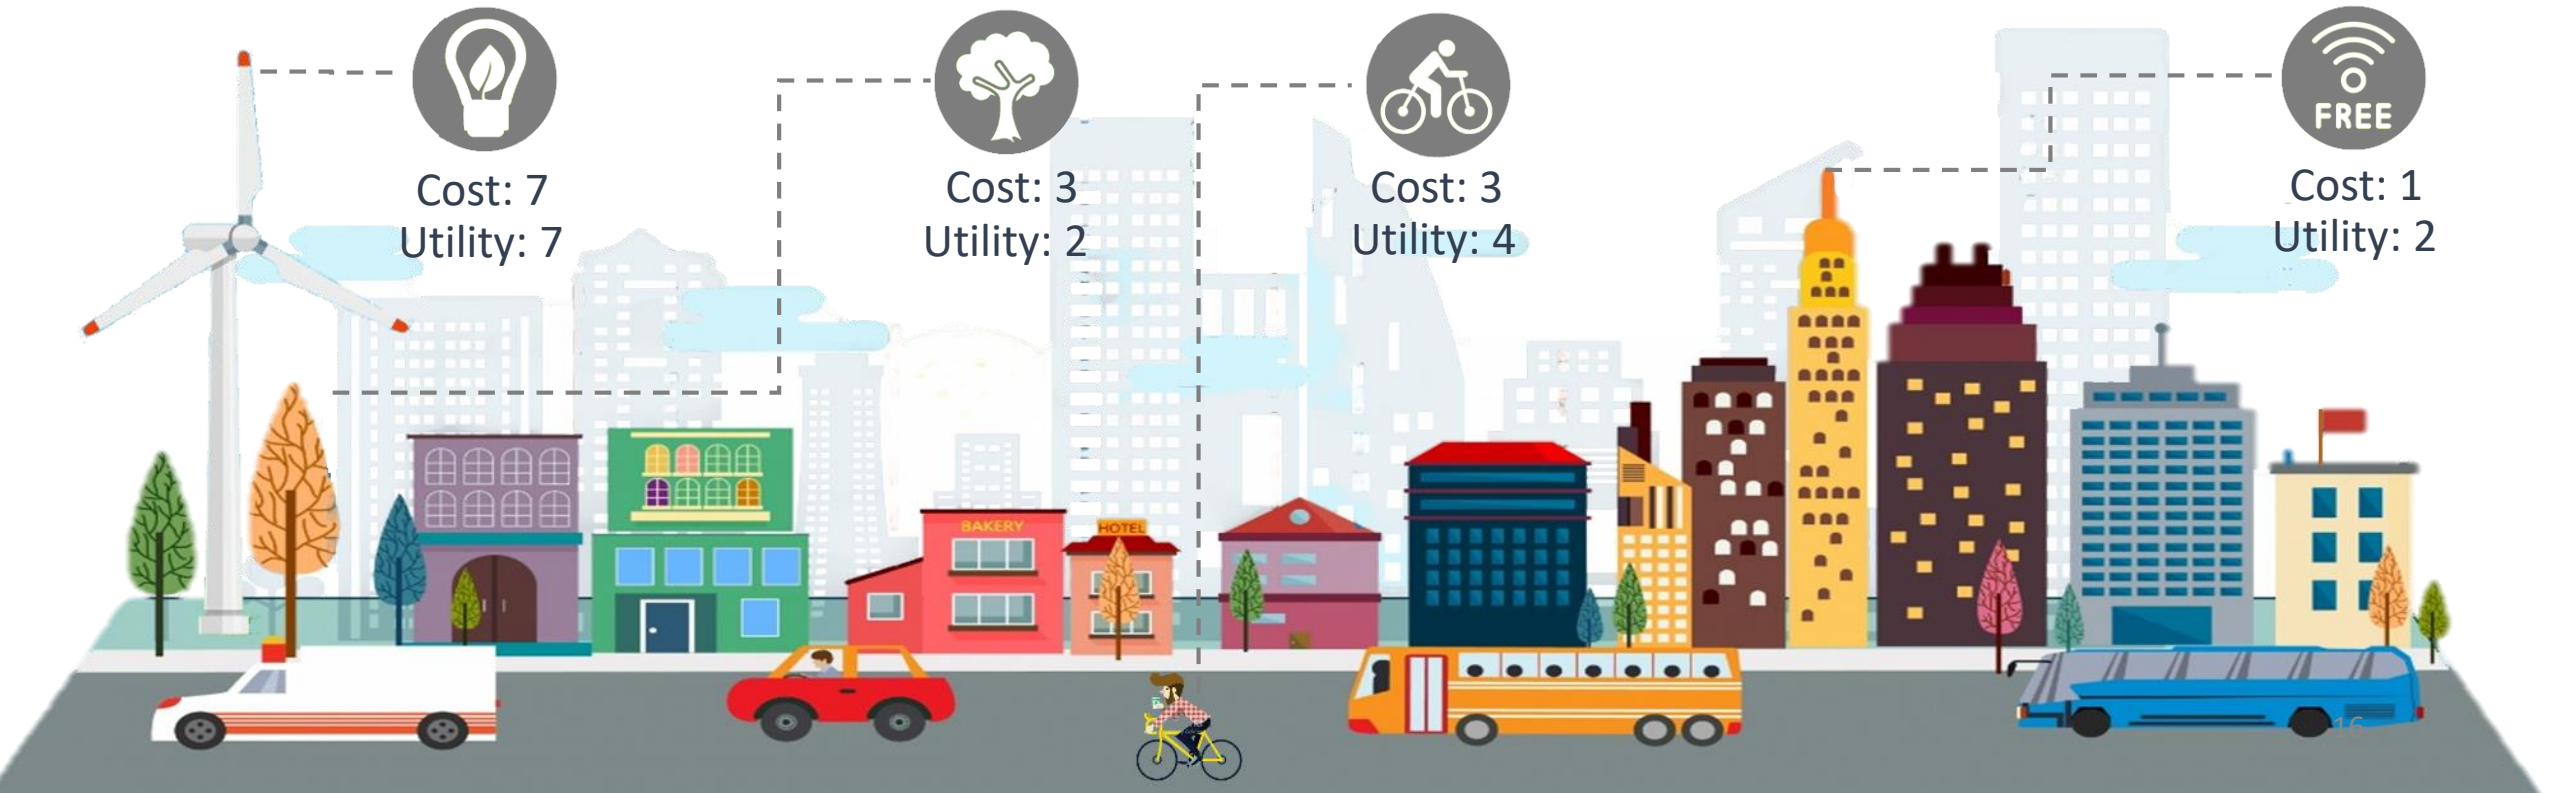 FREE
Cost: 7
Utility: 7
Cost: 3
Utility: 2
Cost: 3
Utility: 4
Cost: 1
Utility: 2
BAKERY
HOTEL
16